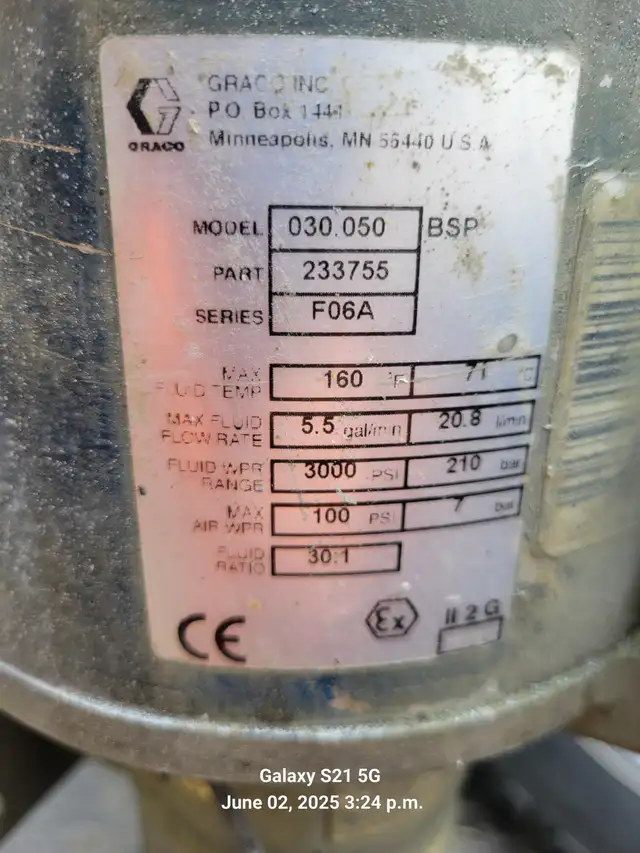 GRACO INC
P.O. Box 1441
Minneapolis, MN 55440 U.S.A
GRACO
MODEL 030.050 BSP
PART 233755
SERIES F06A
MAX FLUID TEMP 160 °F 71 °C
MAX FLUID FLOW RATE 5.5 gal/min 20.8 l/min
FLUID WPR RANGE 3000 PSI 210 bar
MAX AIR WPR 100 PSI 7 bar
FLUID RATIO 30:1
CE Ex II 2 G
Galaxy S21 5G
June 02, 2025 3:24 p.m.